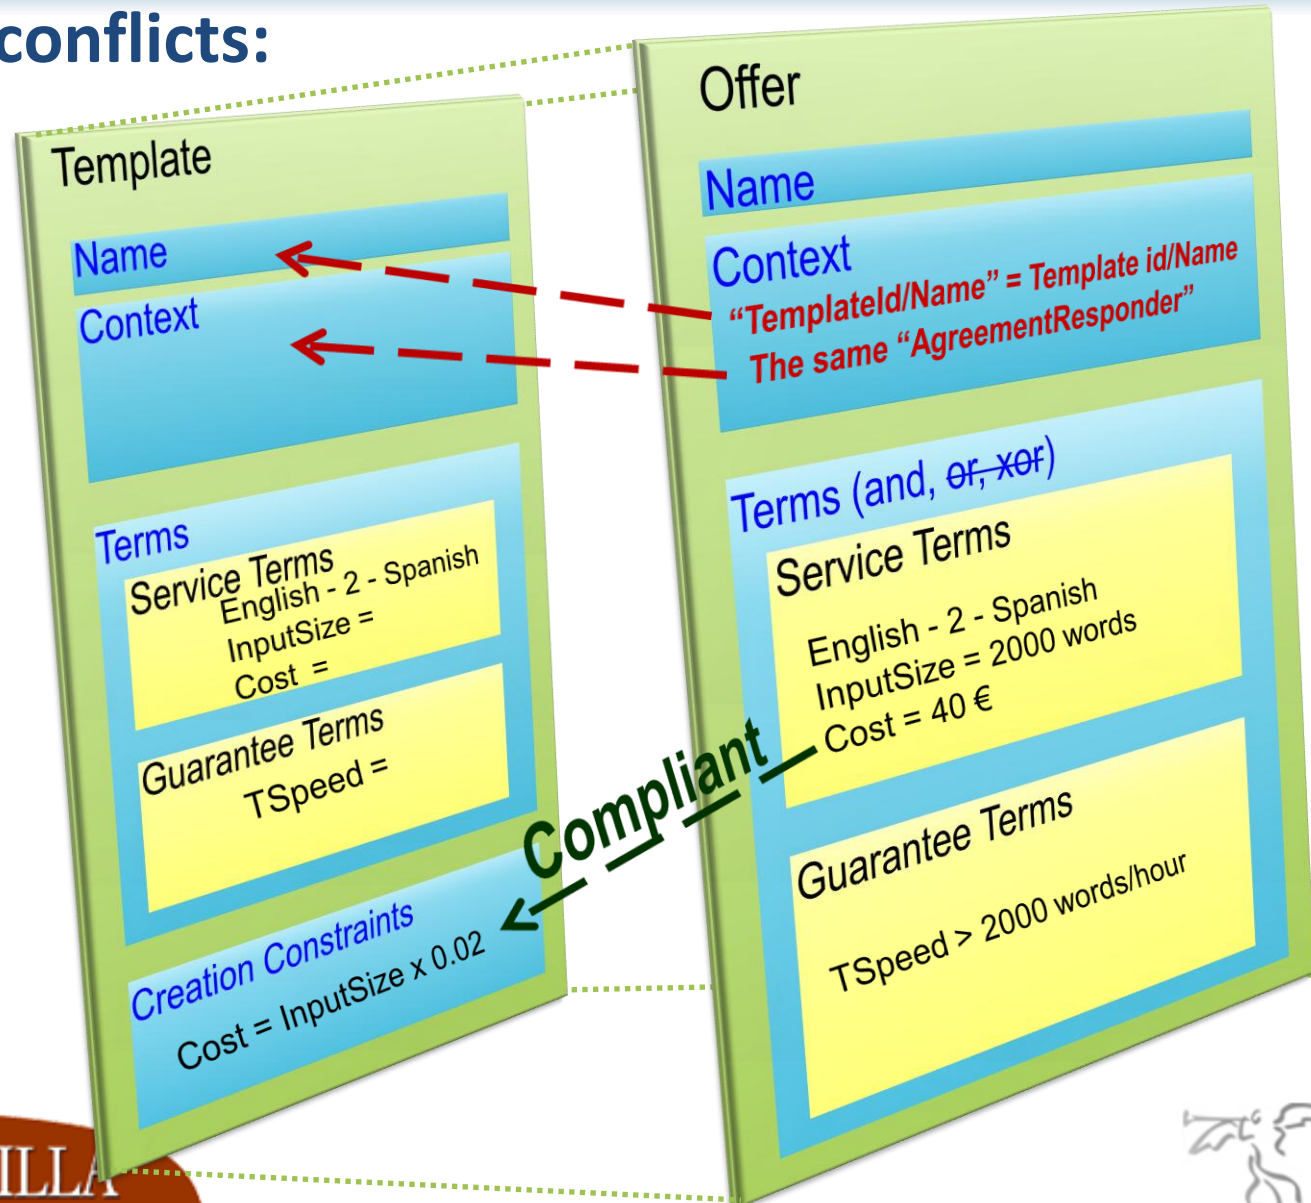 conflicts:
Template
Name
Context
Terms
Service Terms
English - 2 - Spanish
InputSize =
Cost =
Guarantee Terms
TSpeed =
Creation Constraints
Cost = InputSize x 0.02
Compliant
Offer
Name
Context
“TemplateId/Name” = Template id/Name
The same “AgreementResponder”
Terms (and, or, xor)
Service Terms
English - 2 - Spanish
InputSize = 2000 words
Cost = 40 €
Guarantee Terms
TSpeed > 2000 words/hour
ILLA